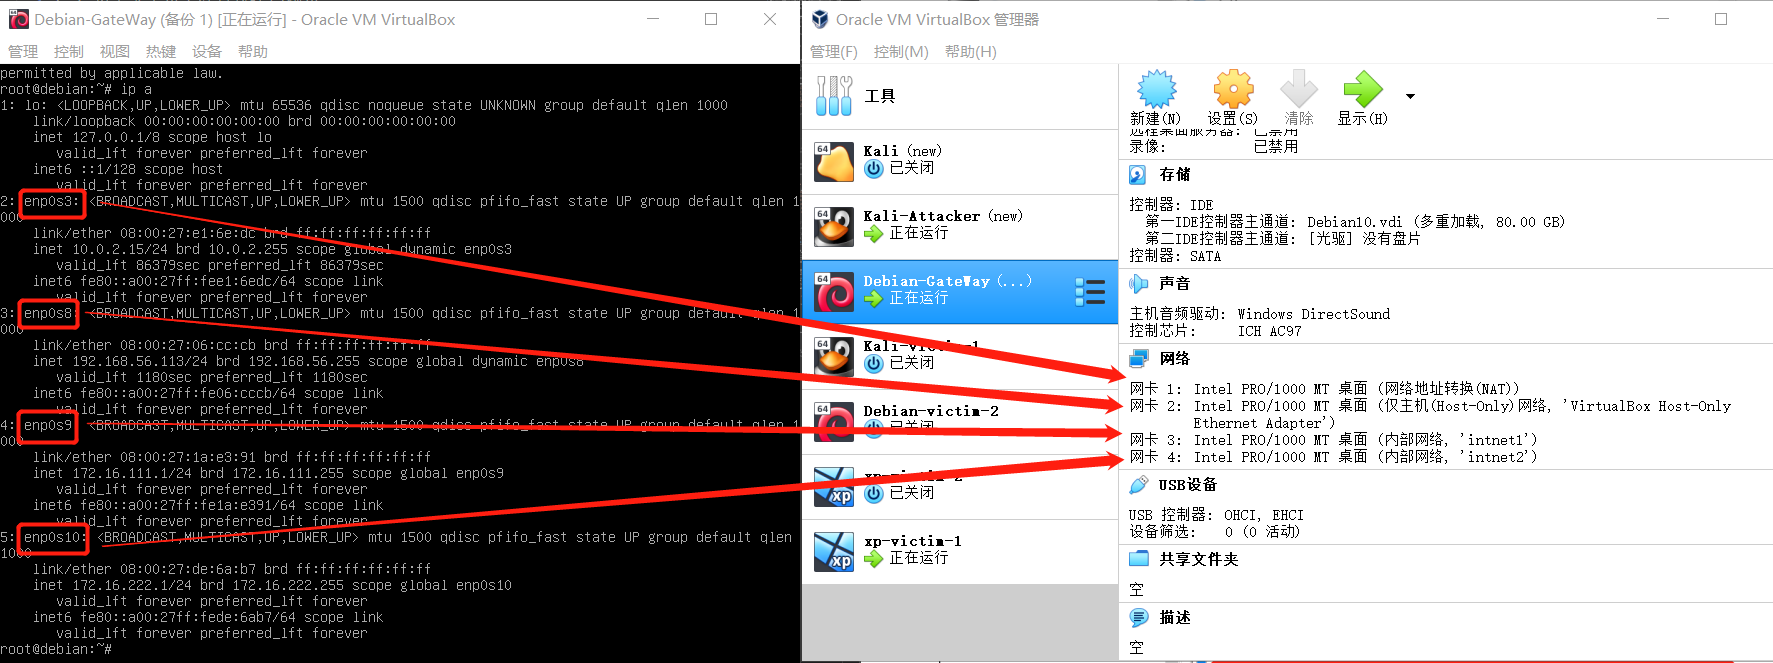 Debian-GateWay (备份 1) [正在运行] - Oracle VM VirtualBox
管理 控制 视图 热键 设备 帮助
permitted by applicable law.
root@debian:~# ip a
1: lo: <LOOPBACK,UP,LOWER_UP> mtu 65536 qdisc noqueue state UNKNOWN group default qlen 1000
link/loopback 00:00:00:00:00:00 brd 00:00:00:00:00:00
inet 127.0.0.1/8 scope host lo
valid_lft forever preferred_lft forever
inet6 ::1/128 scope host
valid_lft forever preferred_lft forever
2: enp0s3: <BROADCAST,MULTICAST,UP,LOWER_UP> mtu 1500 qdisc pfifo_fast state UP group default qlen 1
000
link/ether 08:00:27:e1:6e:dc brd ff:ff:ff:ff:ff:ff
inet 10.0.2.15/24 brd 10.0.2.255 scope global dynamic enp0s3
valid_lft 86379sec preferred_lft 86379sec
inet6 fe80::a00:27ff:fee1:6edc/64 scope link
valid_lft forever preferred_lft forever
3: enp0s8: <BROADCAST,MULTICAST,UP,LOWER_UP> mtu 1500 qdisc pfifo_fast state UP group default qlen 1
000
link/ether 08:00:27:06:cc:cb brd ff:ff:ff:ff:ff:ff
inet 192.168.56.113/24 brd 192.168.56.255 scope global dynamic enp0s8
valid_lft 1180sec preferred_lft 1180sec
inet6 fe80::a00:27ff:fe06:cccb/64 scope link
valid_lft forever preferred_lft forever
4: enp0s9: <BROADCAST,MULTICAST,UP,LOWER_UP> mtu 1500 qdisc pfifo_fast state UP group default qlen 1
000
link/ether 08:00:27:1a:e3:91 brd ff:ff:ff:ff:ff:ff
inet 172.16.111.1/24 brd 172.16.111.255 scope global enp0s9
valid_lft forever preferred_lft forever
inet6 fe80::a00:27ff:fe1a:e391/64 scope link
valid_lft forever preferred_lft forever
5: enp0s10: <BROADCAST,MULTICAST,UP,LOWER_UP> mtu 1500 qdisc pfifo_fast state UP group default qlen
1000
link/ether 08:00:27:de:6a:b7 brd ff:ff:ff:ff:ff:ff
inet 172.16.222.1/24 brd 172.16.222.255 scope global enp0s10
valid_lft forever preferred_lft forever
inet6 fe80::a00:27ff:fede:6ab7/64 scope link
valid_lft forever preferred_lft forever
root@debian:~#
Oracle VM VirtualBox 管理器
管理(F) 控制(M) 帮助(H)
工具
64 Kali (new)
已关闭
64 Kali-Attacker (new)
正在运行
64 Debian-GateWay (...)
正在运行
64 Kali-victim-1
已关闭
64 Debian-victim-2
已关闭
xp xp-victim-2
已关闭
xp xp-victim-1
正在运行
新建(N) 设置(S) 清除 显示(H)
远程桌面服务器: 已禁用
录像: 已禁用
存储
控制器: IDE
第一IDE控制器主通道: Debian10.vdi (多重加载, 80.00 GB)
第二IDE控制器主通道: [光驱] 没有盘片
控制器: SATA
声音
主机音频驱动: Windows DirectSound
控制芯片: ICH AC97
网络
网卡 1: Intel PRO/1000 MT 桌面 (网络地址转换(NAT))
网卡 2: Intel PRO/1000 MT 桌面 (仅主机(Host-Only)网络, 'VirtualBox Host-Only
Ethernet Adapter')
网卡 3: Intel PRO/1000 MT 桌面 (内部网络, 'intnet1')
网卡 4: Intel PRO/1000 MT 桌面 (内部网络, 'intnet2')
USB设备
USB 控制器: OHCI, EHCI
设备筛选: 0 (0 活动)
共享文件夹
空
描述
空